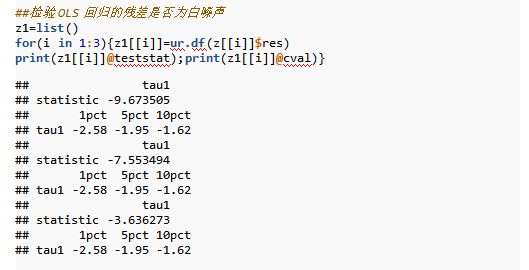 ##检验OLS 回归的残差是否为白噪声
z1=list()
for(i in 1:3){z1[[i]]=ur.df(z[[i]]$res)
print(z1[[i]]@teststat);print(z1[[i]]@cval)}
##                tau1
## statistic -9.673505
##       1pct  5pct 10pct
## tau1 -2.58 -1.95 -1.62
##                tau1
## statistic -7.553494
##       1pct  5pct 10pct
## tau1 -2.58 -1.95 -1.62
##                tau1
## statistic -3.636273
##       1pct  5pct 10pct
## tau1 -2.58 -1.95 -1.62